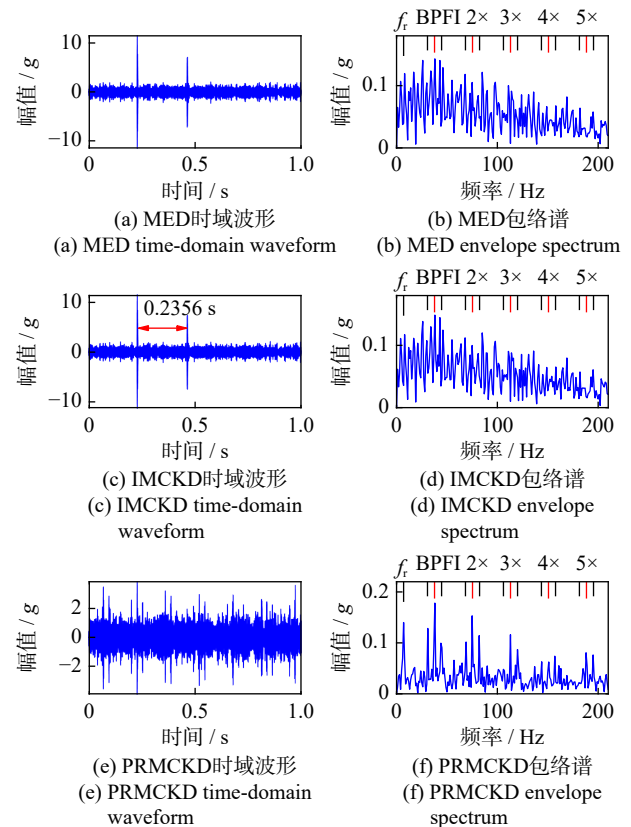 10
0
−10
幅值 / g
0
0.5
1.0
时间 / s
(a) MED时域波形
(a) MED time-domain waveform
fr BPFI 2× 3× 4× 5×
0.1
0
幅值 / g
0
100
200
频率 / Hz
(b) MED包络谱
(b) MED envelope spectrum
10
0
−10
幅值 / g
0.2356 s
0
0.5
1.0
时间 / s
(c) IMCKD时域波形
(c) IMCKD time-domain
waveform
fr BPFI 2× 3× 4× 5×
0.1
0
幅值 / g
0
100
200
频率 / Hz
(d) IMCKD包络谱
(d) IMCKD envelope
spectrum
2
0
−2
幅值 / g
0
0.5
1.0
时间 / s
(e) PRMCKD时域波形
(e) PRMCKD time-domain
waveform
fr BPFI 2× 3× 4× 5×
0.2
0.1
0
幅值 / g
0
100
200
频率 / Hz
(f) PRMCKD包络谱
(f) PRMCKD envelope
spectrum